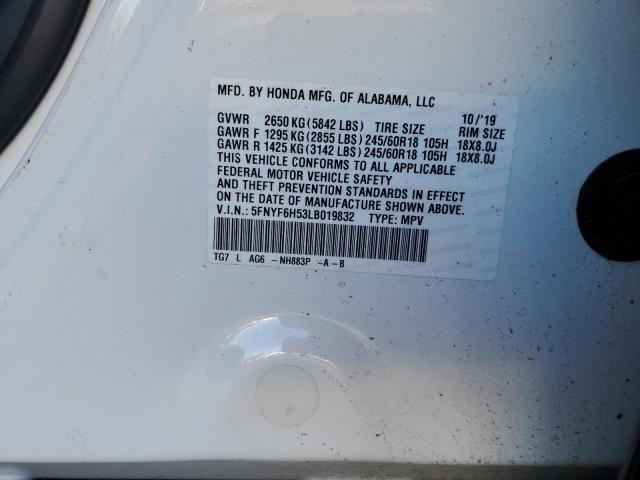 MFD. BY HONDA MFG. OF ALABAMA, LLC 10/'19
GVWR 2650 KG(5842 LBS) TIRE SIZE RIM SIZE
GAWR F 1295 KG(2855 LBS) 245/60R18 105H 18X8.0J
GAWR R 1425 KG(3142 LBS) 245/60R18 105H 18X8.0J
THIS VEHICLE CONFORMS TO ALL APPLICABLE
FEDERAL MOTOR VEHICLE SAFETY
AND THEFT PREVENTION STANDARDS IN EFFECT
ON THE DATE OF MANUFACTURE SHOWN ABOVE.
V.I.N.: 5FNYF6H53LB019832 TYPE: MPV
TG7 L AG6 -NH883P -A-B